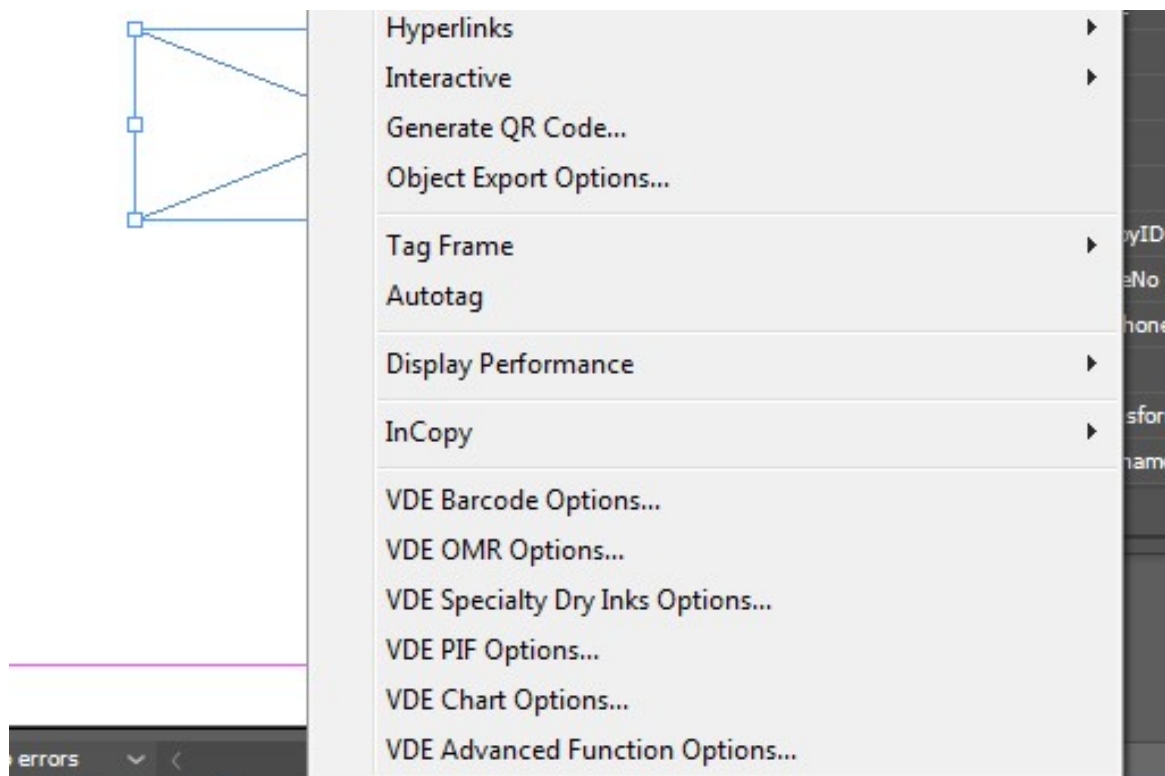 Hyperlinks
Interactive
Generate QR Code...
Object Export Options...
Tag Frame
Autotag
Display Performance
InCopy
VDE Barcode Options...
VDE OMR Options...
VDE Specialty Dry Inks Options...
VDE PIF Options...
VDE Chart Options...
VDE Advanced Function Options...
errors